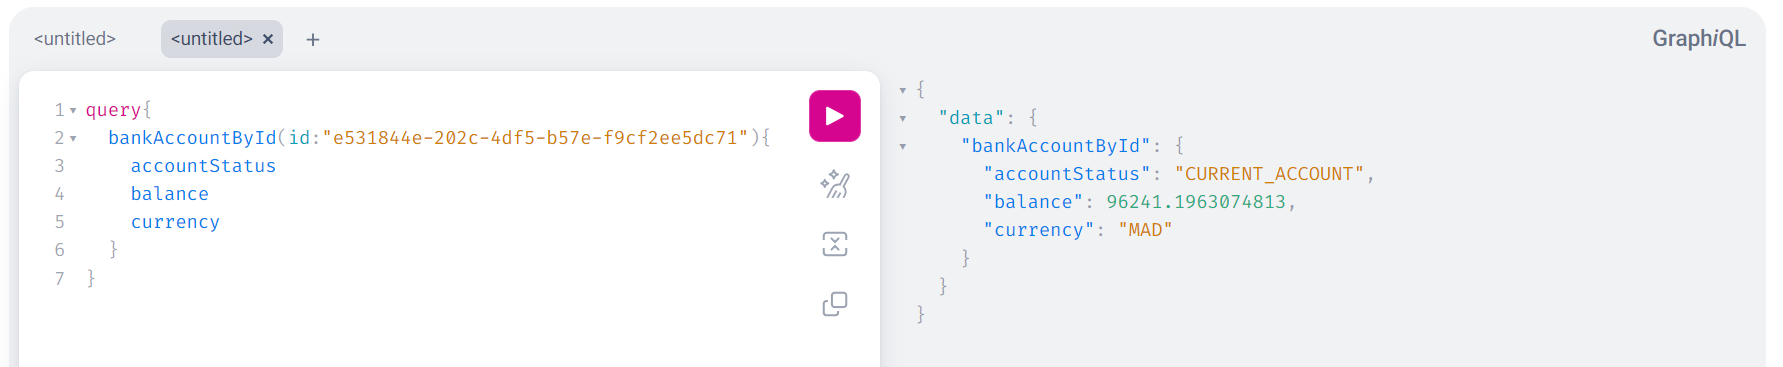 <untitled> <untitled> × + GraphiQL
1 query{
2 bankAccountById(id:"e531844e-202c-4df5-b57e-f9cf2ee5dc71"){
3 accountStatus
4 balance
5 currency
6 }
7 }
{
"data": {
"bankAccountById": {
"accountStatus": "CURRENT_ACCOUNT",
"balance": 96241.1963074813,
"currency": "MAD"
}
}
}